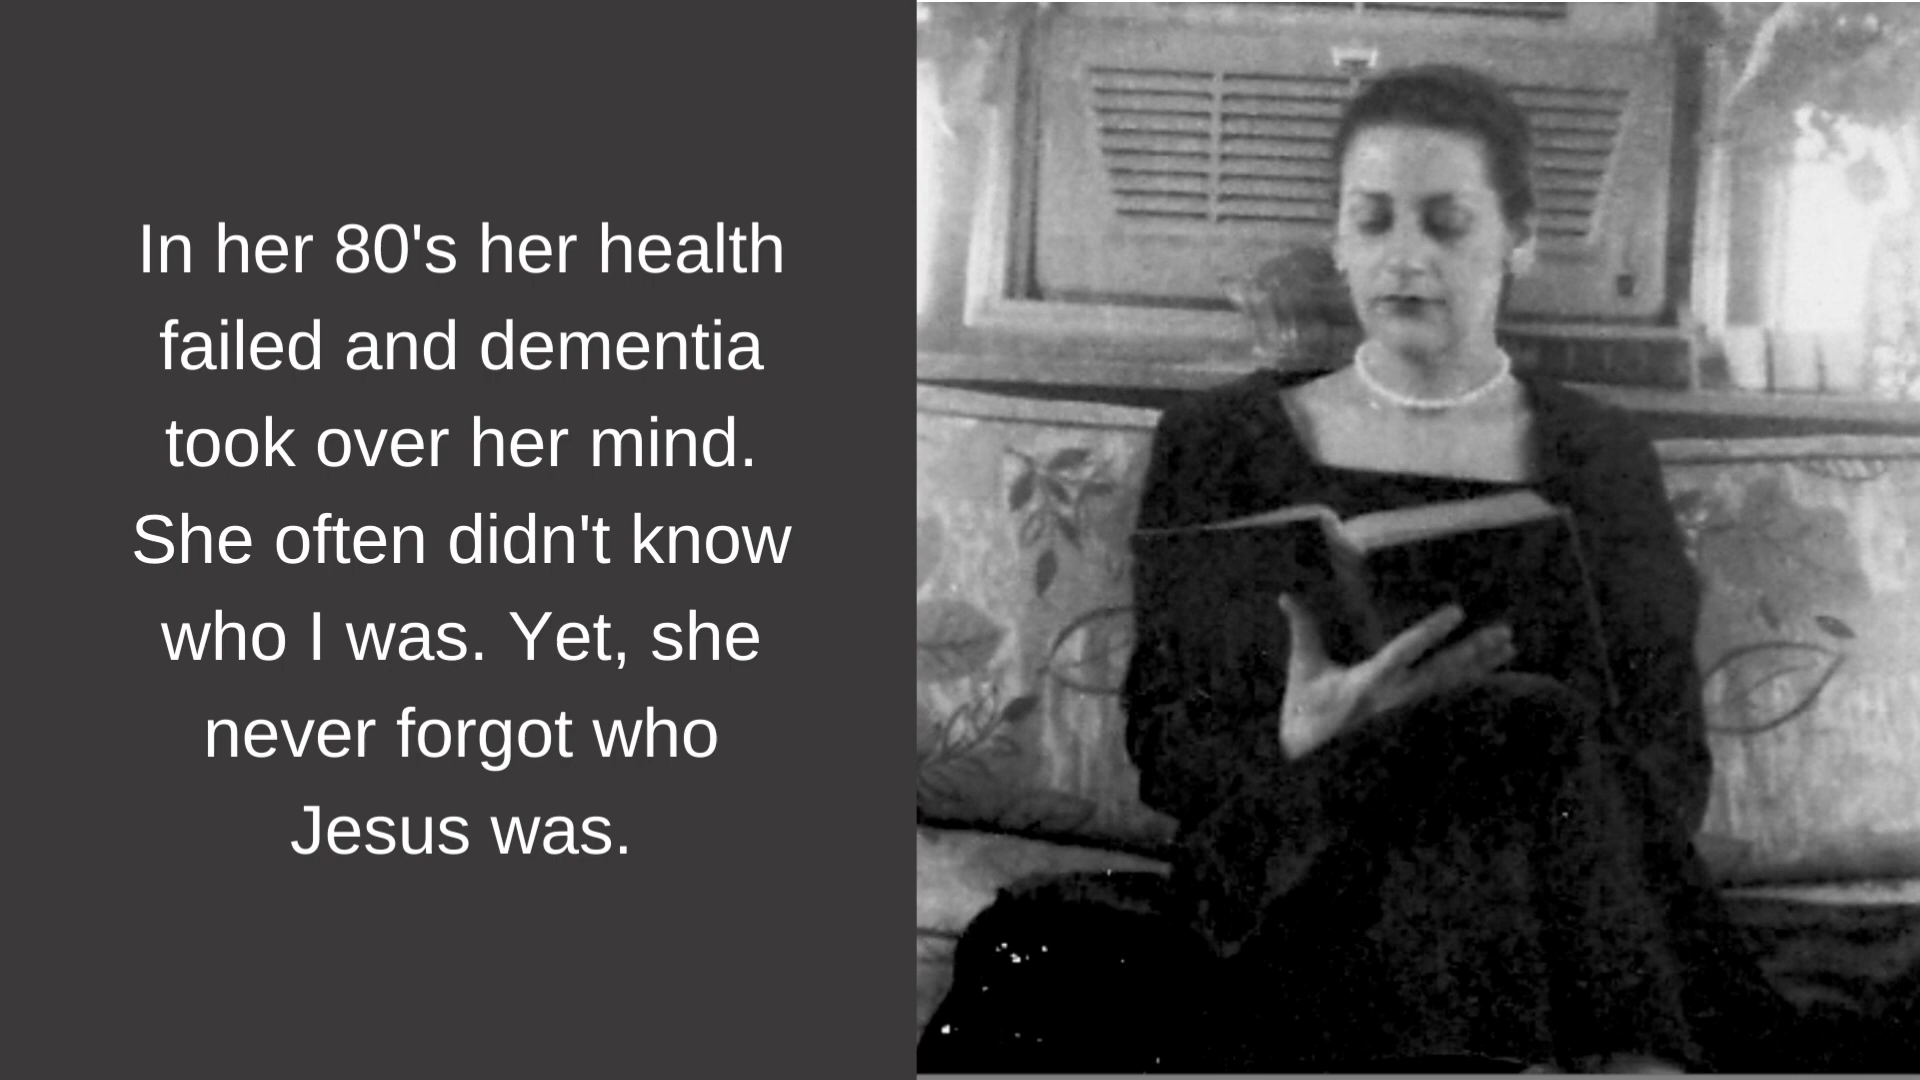 In her 80's her health
failed and dementia
took over her mind.
She often didn't know
who I was. Yet, she
never forgot who
Jesus was.